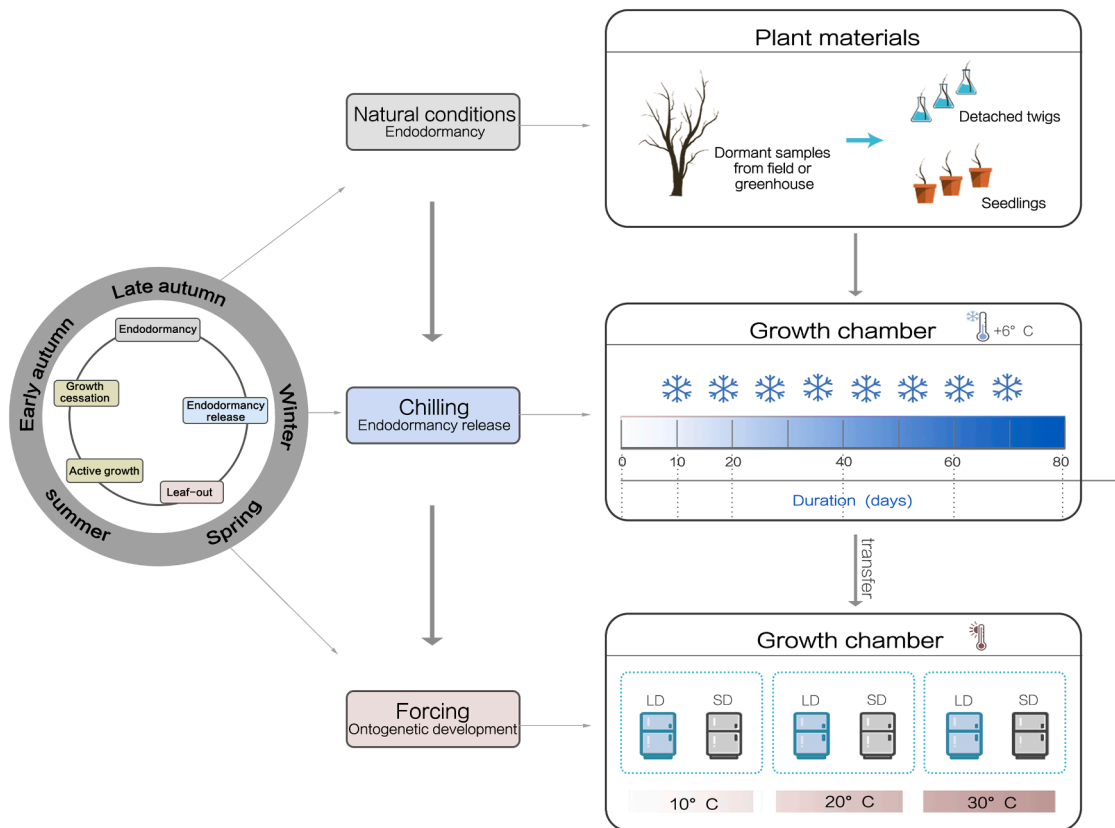 Plant materials
Natural conditions
Endodormancy
Dormant samples
from field or
greenhouse
Detached twigs
Seedlings
Late autumn
Early autumn
Winter
summer
Spring
Endodormancy
Growth
cessation
Endodormancy
release
Active growth
Leaf-out
Chilling
Endodormancy release
Growth chamber
+6° C
0 10 20 40 60 80
Duration (days)
transfer
Forcing
Ontogenetic development
Growth chamber
LD SD LD SD LD SD
10° C 20° C 30° C